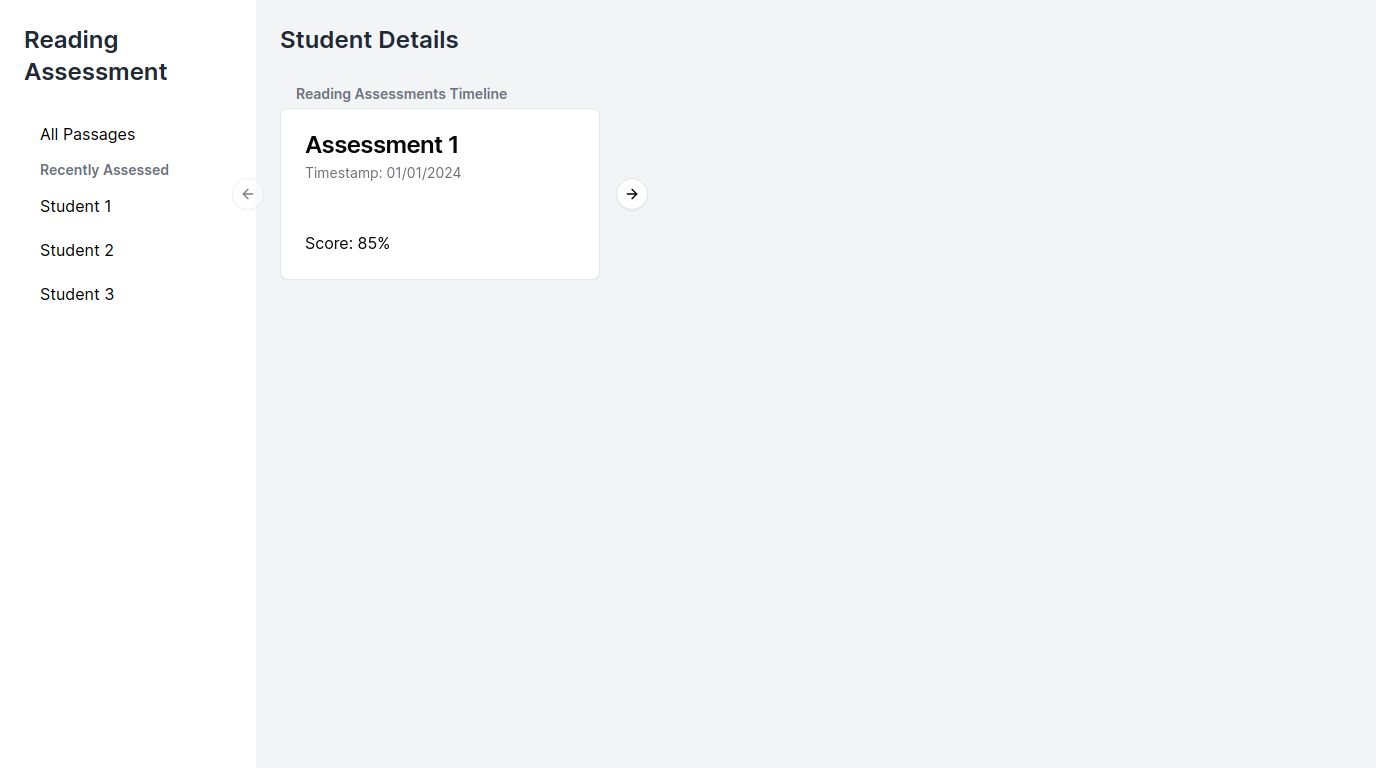 Reading
Assessment
All Passages
Recently Assessed
Student 1
Student 2
Student 3
Student Details
Reading Assessments Timeline
Assessment 1
Timestamp: 01/01/2024
Score: 85%